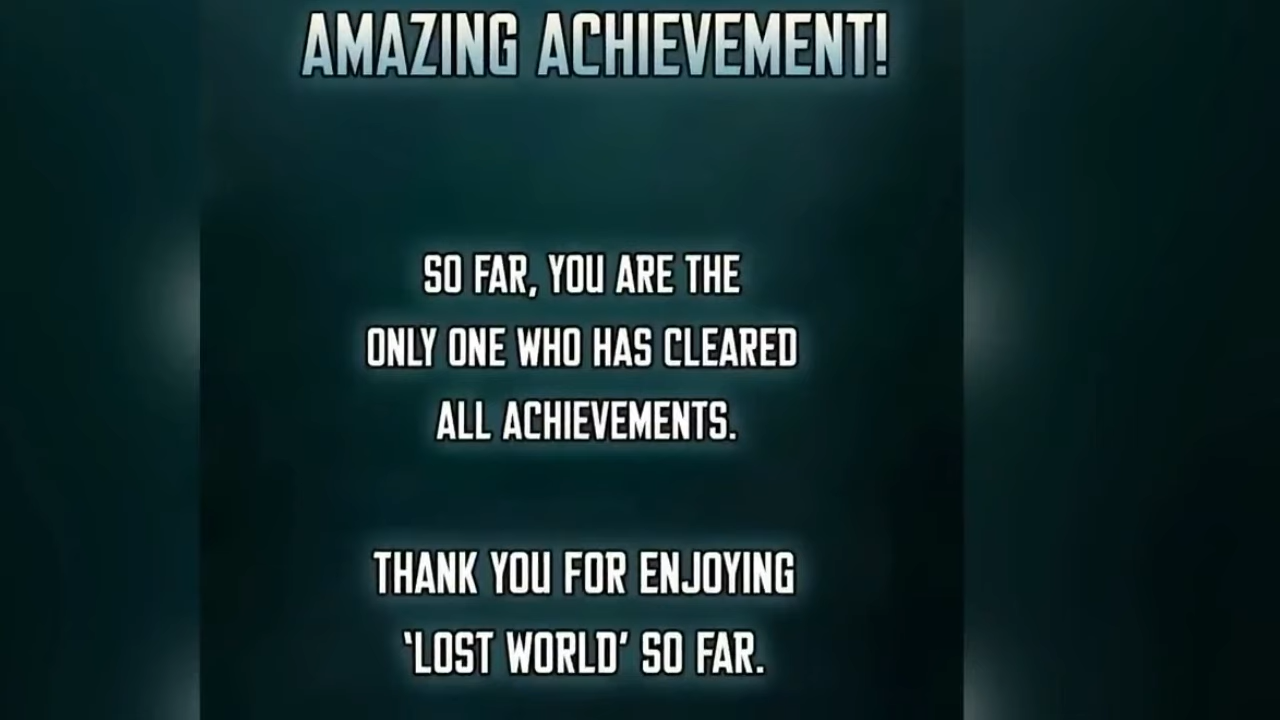 AMAZING ACHIEVEMENT!
SO FAR, YOU ARE THE
ONLY ONE WHO HAS CLEARED
ALL ACHIEVEMENTS.
THANK YOU FOR ENJOYING
‘LOST WORLD’ SO FAR.